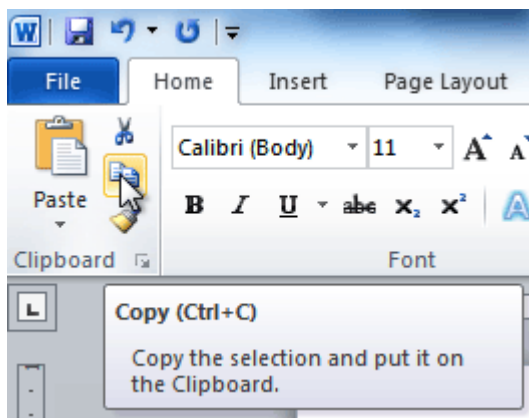 W
File Home Insert Page Layout
Paste
Calibri (Body) 11 A A
B I U abc x₂ x² A
Clipboard Font
L
Copy (Ctrl+C)
Copy the selection and put it on
the Clipboard.